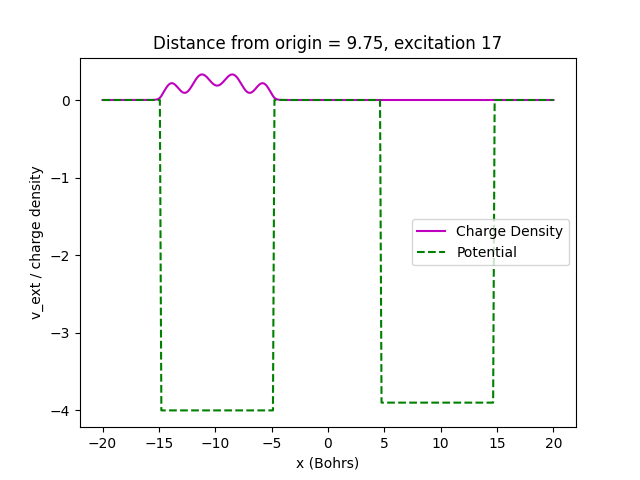 Distance from origin = 9.75, excitation 17
v_ext / charge density
0
−1
−2
−3
−4
Charge Density
Potential
−20
−15
−10
−5
0
5
10
15
20
x (Bohrs)